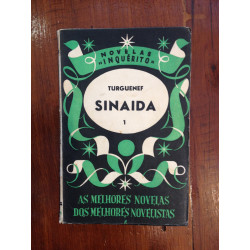 NOVELAS
"INQUÉRITO"
TURGUENEF
SINAIDA
1
AS MELHORES NOVELAS
DOS MELHORES NOVELISTAS